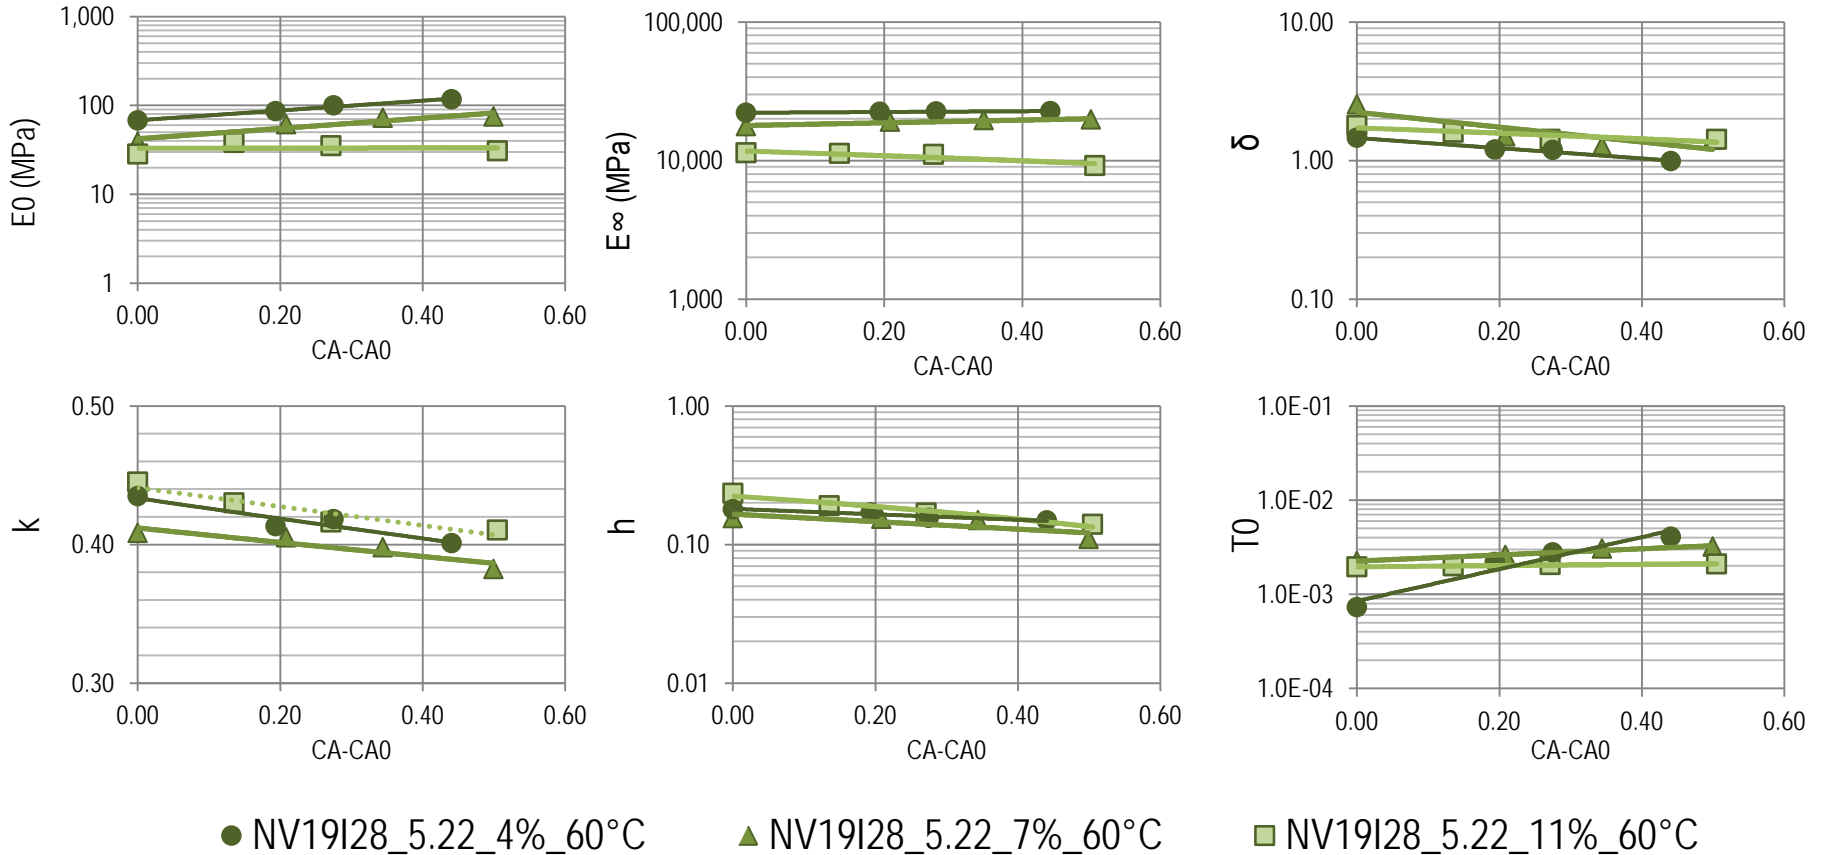 1,000
100
10
1
E0 (MPa)
0.00 0.20 0.40 0.60
CA-CA0
100,000
10,000
1,000
E∞ (MPa)
0.00 0.20 0.40 0.60
CA-CA0
10.00
1.00
0.10
δ
0.00 0.20 0.40 0.60
CA-CA0
0.50
0.40
0.30
k
0.00 0.20 0.40 0.60
CA-CA0
1.00
0.10
0.01
h
0.00 0.20 0.40 0.60
CA-CA0
1.0E-01
1.0E-02
1.0E-03
1.0E-04
T0
0.00 0.20 0.40 0.60
CA-CA0
NV19I28_5.22_4%_60°C NV19I28_5.22_7%_60°C NV19I28_5.22_11%_60°C